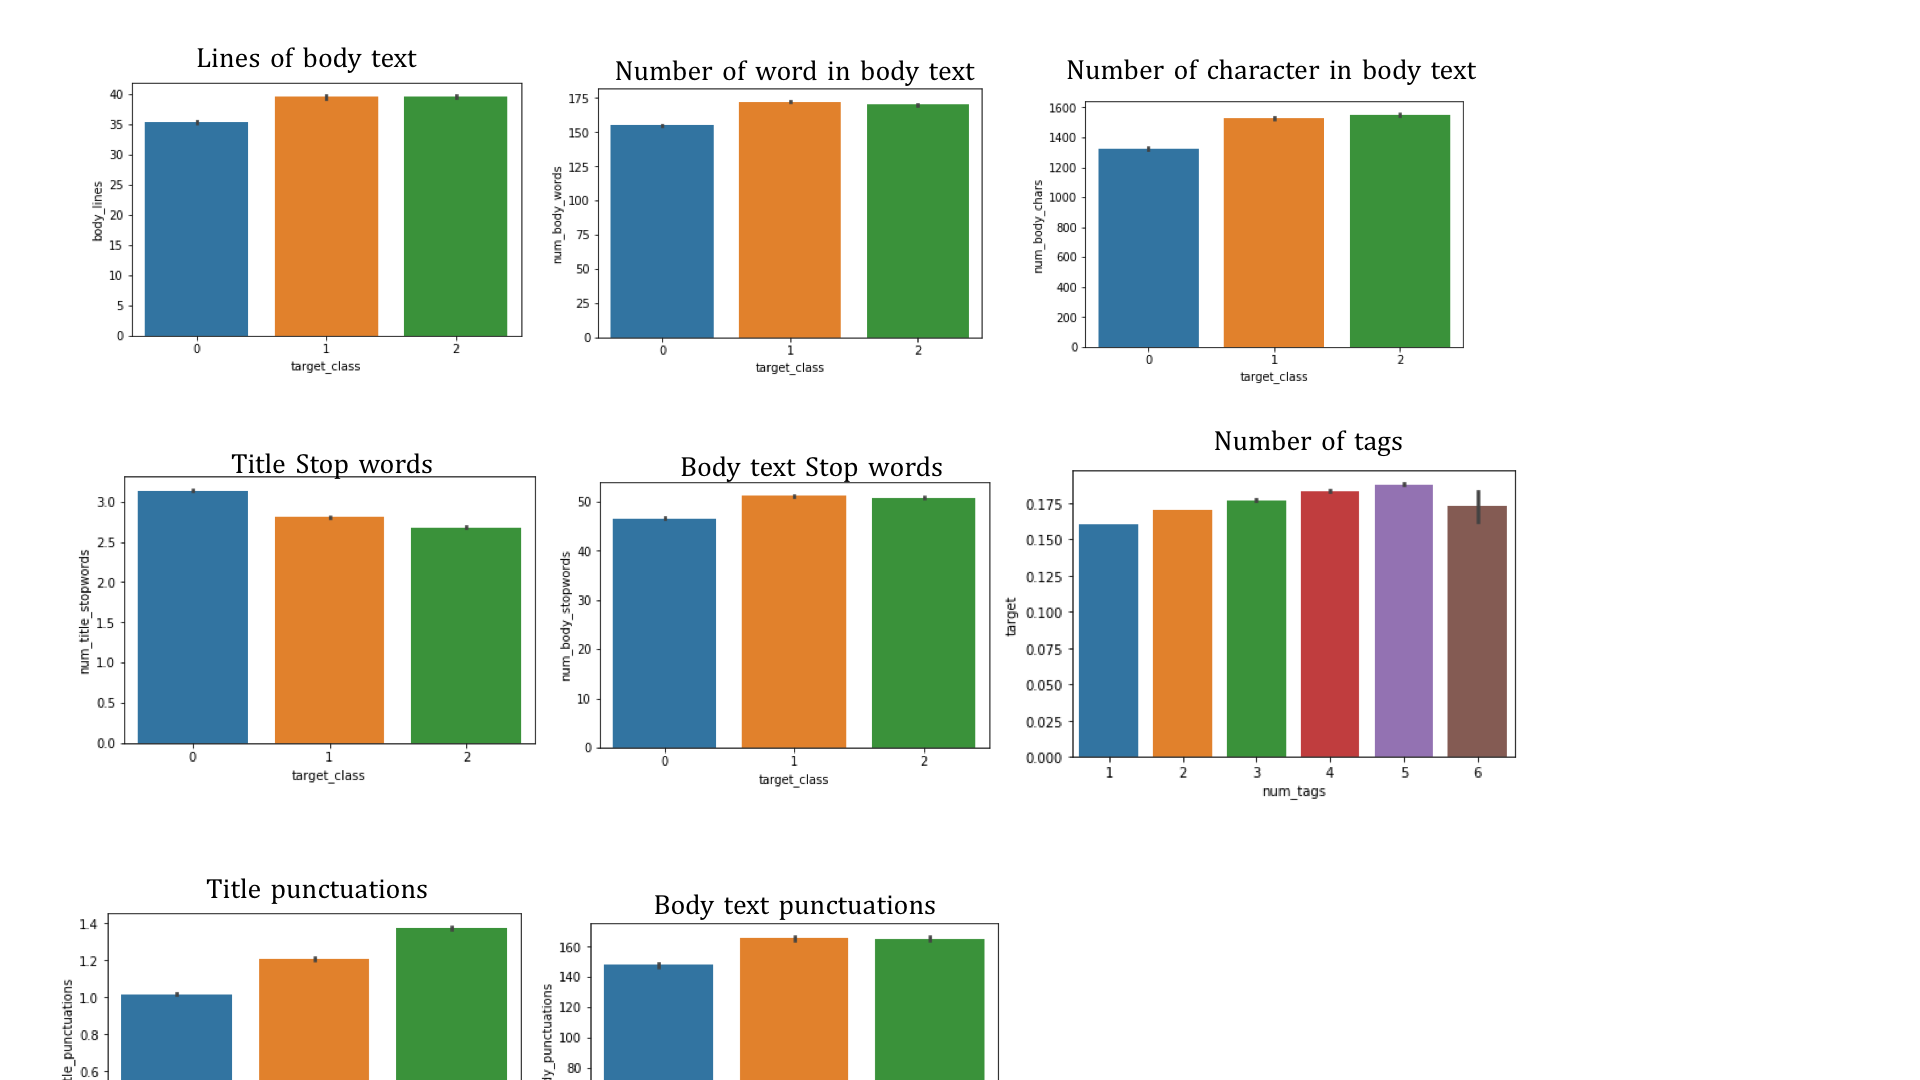 Lines of body text
Number of word in body text
Number of character in body text
40
35
30
25
20
15
10
5
0
body_lines
0 1 2
target_class
175
150
125
100
75
50
25
0
num_body_words
0 1 2
target_class
1600
1400
1200
1000
800
600
400
200
0
num_body_chars
0 1 2
target_class
Title Stop words
Body text Stop words
Number of tags
3.0
2.5
2.0
1.5
1.0
0.5
0.0
num_title_stopwords
0 1 2
target_class
50
40
30
20
10
0
num_body_stopwords
0 1 2
target_class
0.175
0.150
0.125
0.100
0.075
0.050
0.025
0.000
target
1 2 3 4 5 6
num_tags
Title punctuations
Body text punctuations
1.4
1.2
1.0
0.8
0.6
tle_punctuations
160
140
120
100
80
dy_punctuations